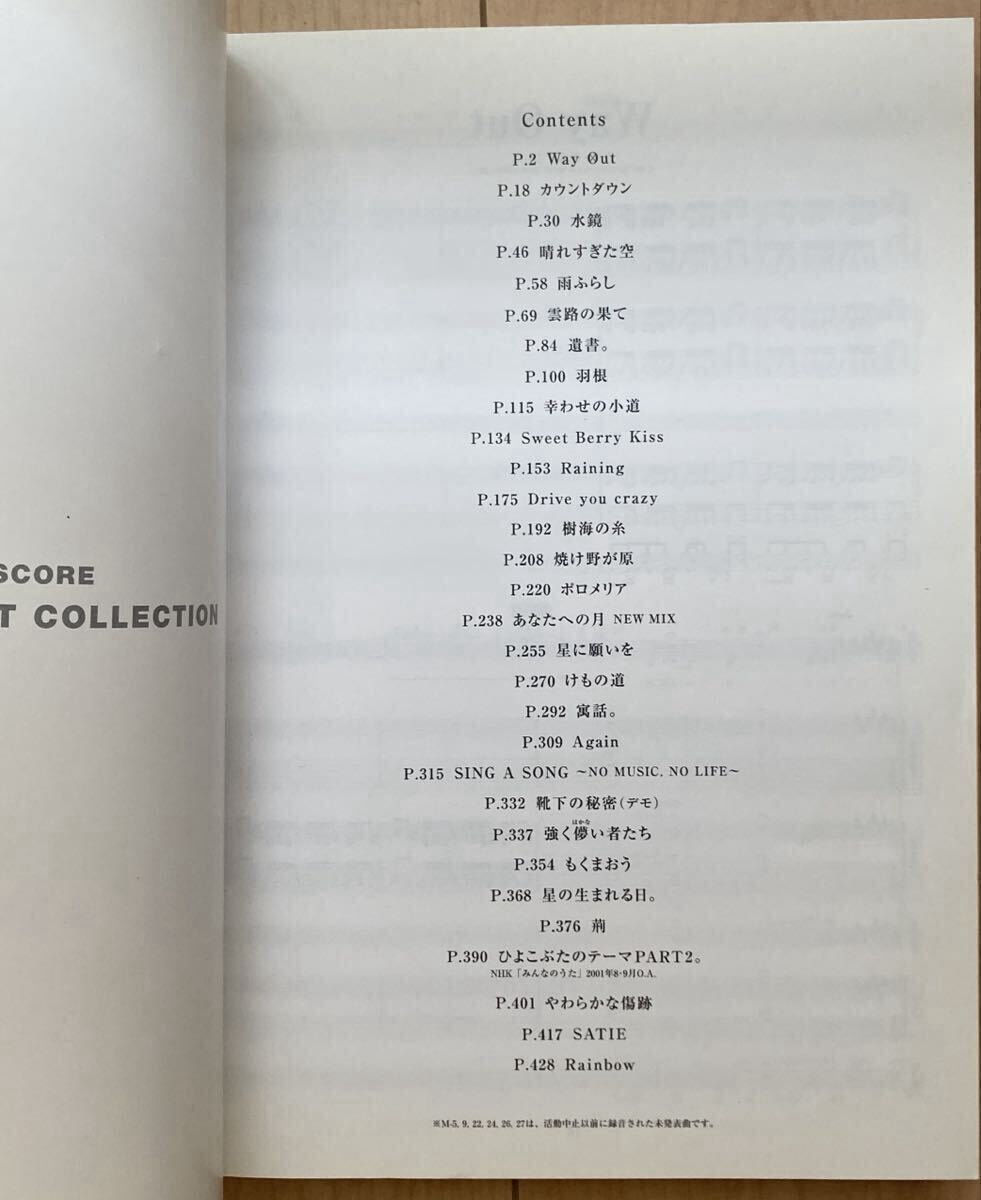 SCORE
T COLLECTION
Contents
P.2 Way Out
P.18 カウントダウン
P.30 水鏡
P.46 晴れすぎた空
P.58 雨ふらし
P.69 雲路の果て
P.84 遺書。
P.100 羽根
P.115 幸わせの小道
P.134 Sweet Berry Kiss
P.153 Raining
P.175 Drive you crazy
P.192 樹海の糸
P.208 焼け野が原
P.220 ボロメリア
P.238 あなたへの月 NEW MIX
P.255 星に願いを
P.270 けもの道
P.292 寓話。
P.309 Again
P.315 SING A SONG ～NO MUSIC, NO LIFE～
P.332 靴下の秘密(デモ)
はかな
P.337 強く儚い者たち
P.354 もくまおう
P.368 星の生まれる日。
P.376 荊
P.390 ひよこぶたのテーマPART2。
NHK「みんなのうた」2001年8・9月O.A.
P.401 やわらかな傷跡
P.417 SATIE
P.428 Rainbow
※M-5, 9, 22, 24, 26, 27は、活動中止以前に録音された未発表曲です。